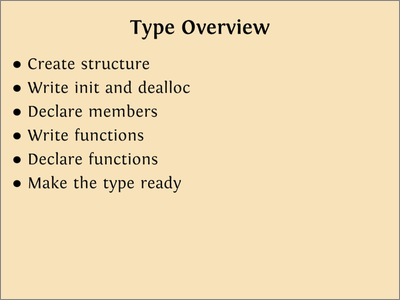 Type Overview
• Create structure
• Write init and dealloc
• Declare members
• Write functions
• Declare functions
• Make the type ready